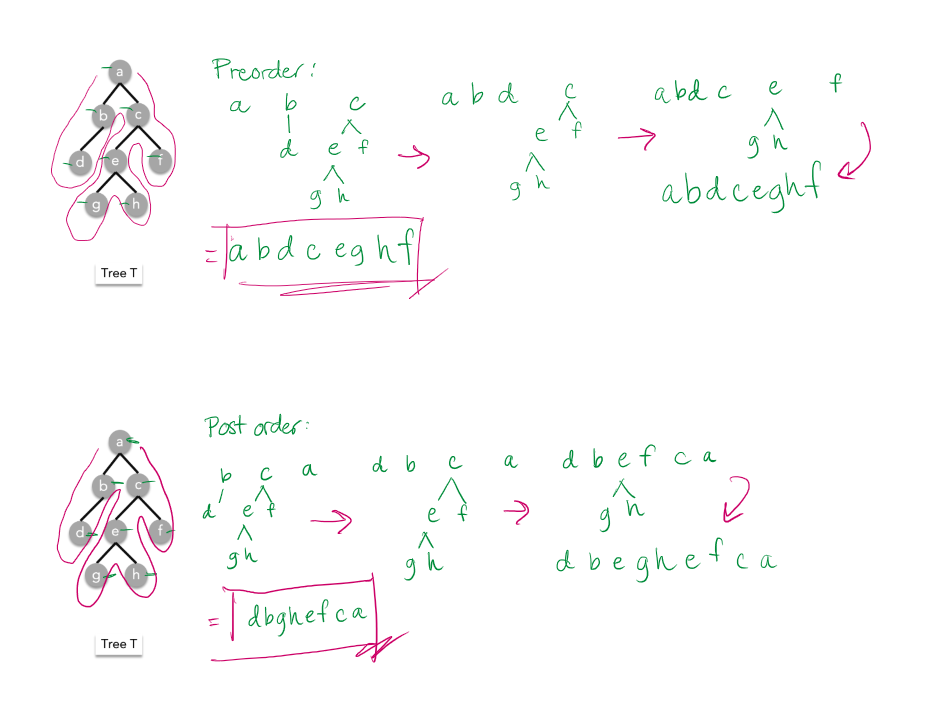 Preorder:
a
b c
d e f
g h
a b c
d e f
g h
a b d c
e f
g h
a b d c e f
g h
a b d c e g h f
= a b d c e g h f
Tree T
Post order:
a
b c
d e f
g h
b c a
d e f
g h
d b c a
e f
g h
d b e f c a
g h
d b e g h e f c a
= d b g h e f c a
Tree T